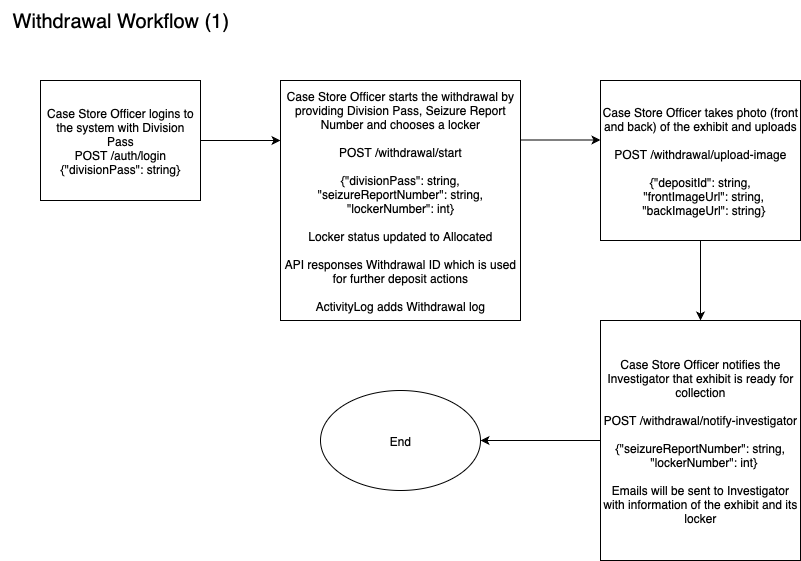 Withdrawal Workflow (1)
Case Store Officer logins to
the system with Division
Pass
POST /auth/login
{"divisionPass": string}
Case Store Officer starts the withdrawal by
providing Division Pass, Seizure Report
Number and chooses a locker
POST /withdrawal/start
{"divisionPass": string,
"seizureReportNumber": string,
"lockerNumber": int}
Locker status updated to Allocated
API responses Withdrawal ID which is used
for further deposit actions
ActivityLog adds Withdrawal log
Case Store Officer takes photo (front
and back) of the exhibit and uploads
POST /withdrawal/upload-image
{"depositId": string,
"frontImageUrl": string,
"backImageUrl": string}
Case Store Officer notifies the
Investigator that exhibit is ready for
collection
POST /withdrawal/notify-investigator
{"seizureReportNumber": string,
"lockerNumber": int}
Emails will be sent to Investigator
with information of the exhibit and its
locker
End